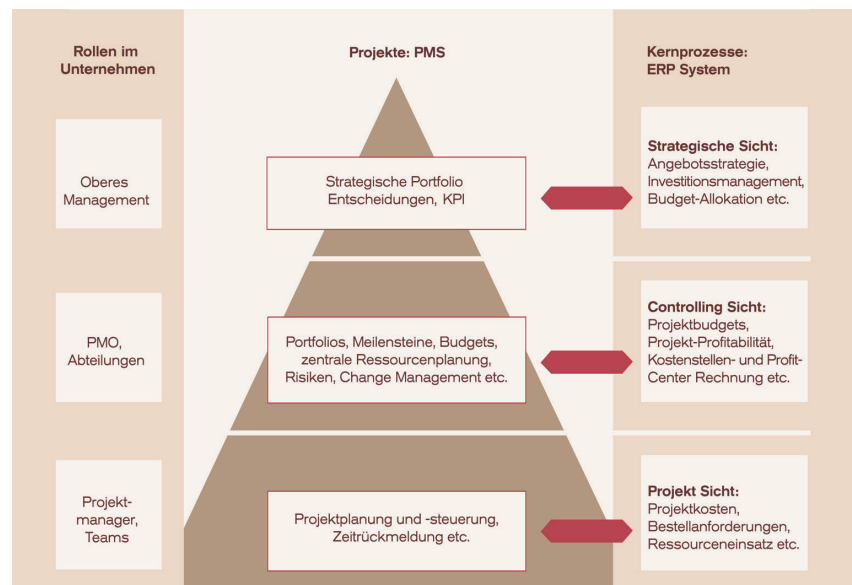 Rollen im
Unternehmen
Projekte: PMS
Kernprozesse:
ERP System
Oberes
Management
Strategische Portfolio
Entscheidungen, KPI
Strategische Sicht:
Angebotsstrategie,
Investitionsmanagement,
Budget-Allokation etc.
PMO,
Abteilungen
Portfolios, Meilensteine, Budgets,
zentrale Ressourcenplanung,
Risiken, Change Management etc.
Controlling Sicht:
Projektbudgets,
Projekt-Profitabilität,
Kostenstellen- und Profit-
Center Rechnung etc.
Projekt-
manager,
Teams
Projektplanung und -steuerung,
Zeitrückmeldung etc.
Projekt Sicht:
Projektkosten,
Bestellanforderungen,
Ressourceneinsatz etc.